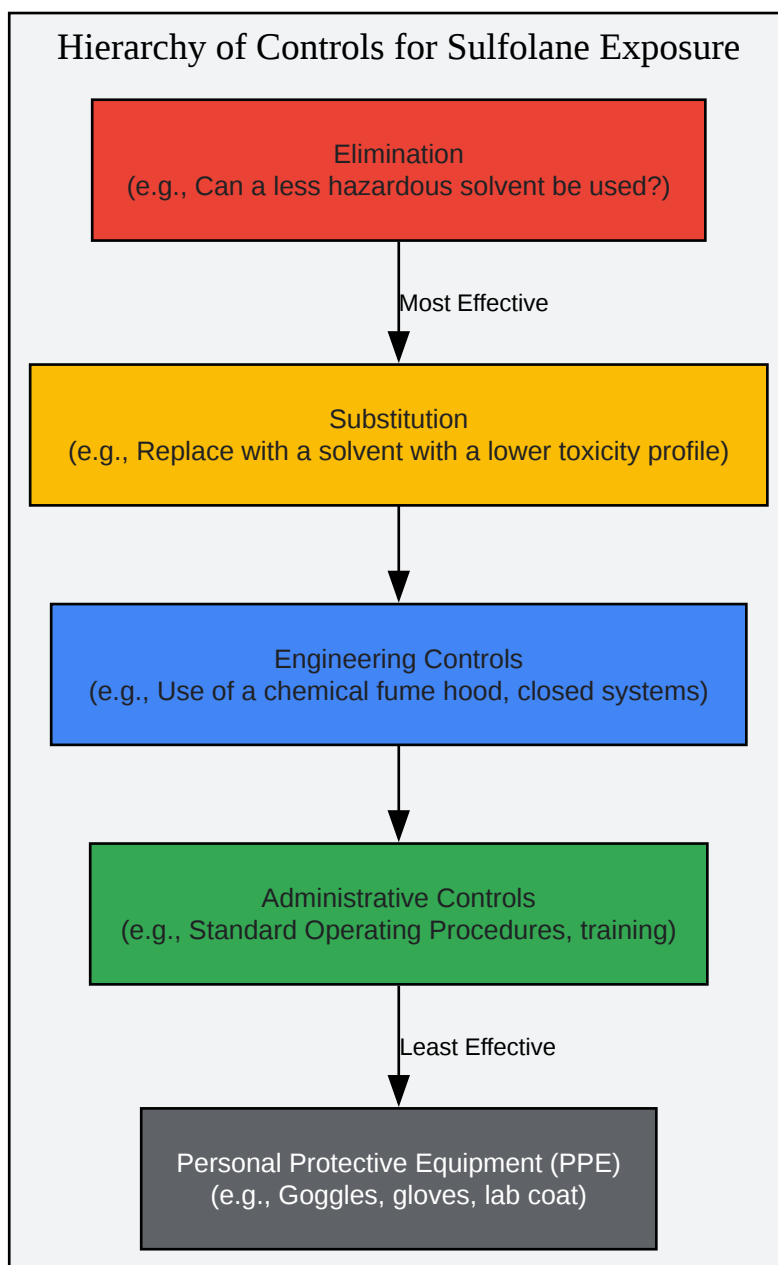 Hierarchy of Controls for Sulfolane Exposure
Elimination
(e.g., Can a less hazardous solvent be used?)
Most Effective
Substitution
(e.g., Replace with a solvent with a lower toxicity profile)
Engineering Controls
(e.g., Use of a chemical fume hood, closed systems)
Administrative Controls
(e.g., Standard Operating Procedures, training)
Least Effective
Personal Protective Equipment (PPE)
(e.g., Goggles, gloves, lab coat)